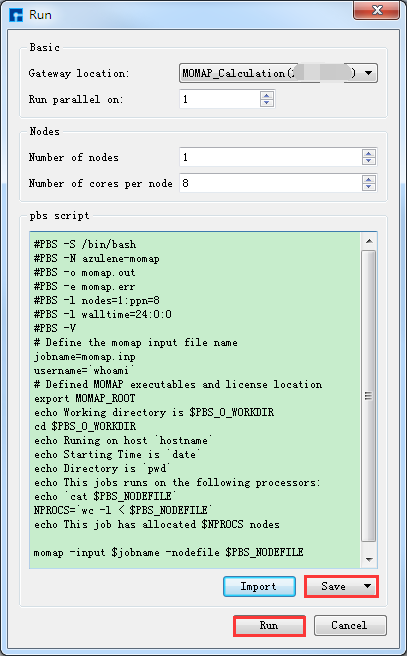 Run
Basic
Gateway location: MOMAP_Calculation( )
Run parallel on: 1
Nodes
Number of nodes 1
Number of cores per node 8
pbs script
#PBS -S /bin/bash
#PBS -N azulene-momap
#PBS -o momap.out
#PBS -e momap.err
#PBS -l nodes=1:ppn=8
#PBS -l walltime=24:0:0
#PBS -V
# Define the momap input file name
jobname=momap.inp
username=`whoami`
# Defined MOMAP executables and license location
export MOMAP_ROOT
echo Working directory is $PBS_O_WORKDIR
cd $PBS_O_WORKDIR
echo Runing on host `hostname`
echo Starting Time is `date`
echo Directory is `pwd`
echo This jobs runs on the following processors:
echo `cat $PBS_NODEFILE`
NPROCS=`wc -l < $PBS_NODEFILE`
echo This job has allocated $NPROCS nodes
momap -input $jobname -nodefile $PBS_NODEFILE
Import Save
Run Cancel